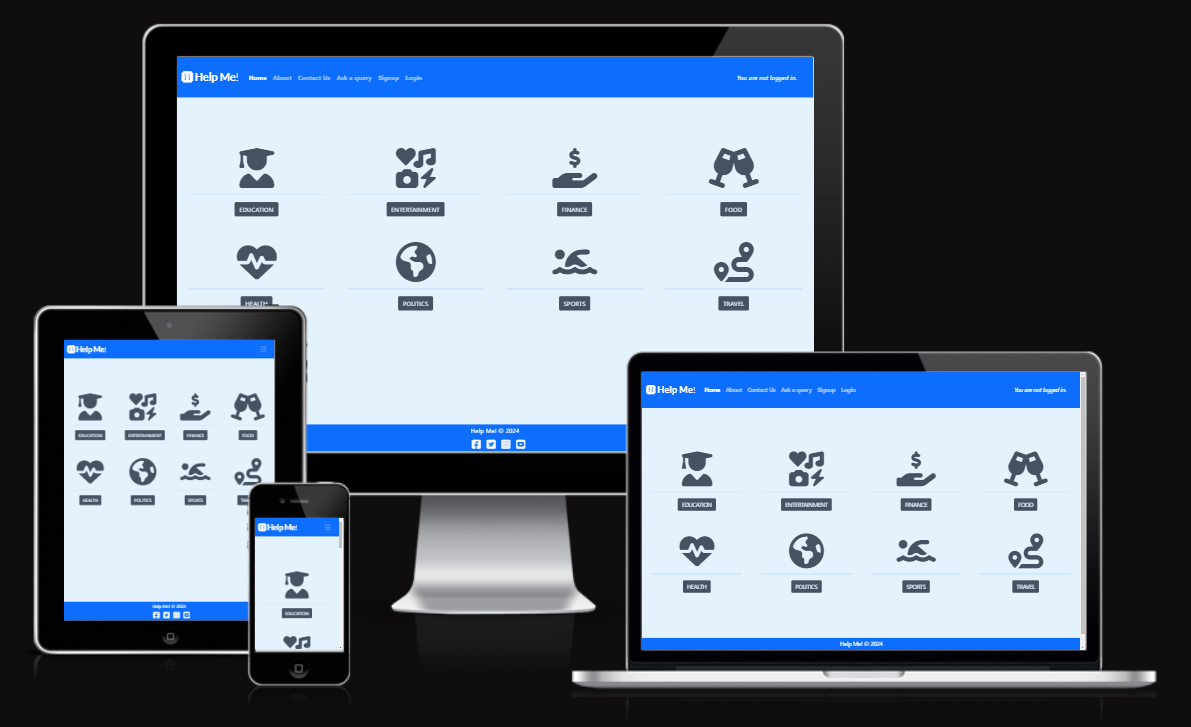 Help Me! Home About Contact Us Ask a query Signup Login You are not logged in.
EDUCATION ENTERTAINMENT FINANCE FOOD
HEALTH POLITICS SPORTS TRAVEL
Help Me! © 2024
Help Me!
EDUCATION ENTERTAINMENT FINANCE FOOD
HEALTH POLITICS SPORTS
Help Me! © 2024
Help Me!
EDUCATION
Help Me! Home About Contact Us Ask a query Signup Login You are not logged in.
EDUCATION ENTERTAINMENT FINANCE FOOD
HEALTH POLITICS SPORTS TRAVEL
Help Me! © 2024